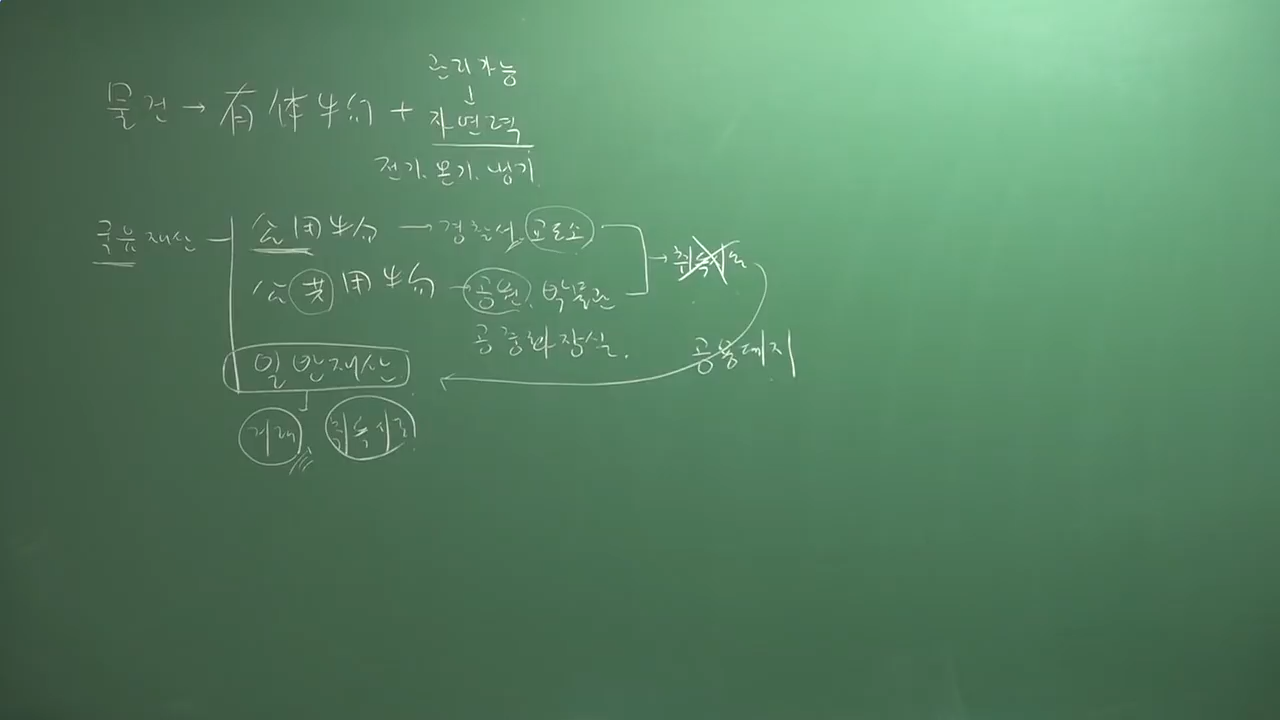 관리가능
물건 → 有体物 + 자연력
전기、온기、냉기
국유재산 公用物 → 경찰서, 교도소 → 취득시효
公共用物 - 공원、박물관
공중화장실.
공용폐지
일반재산
거래 취득시효